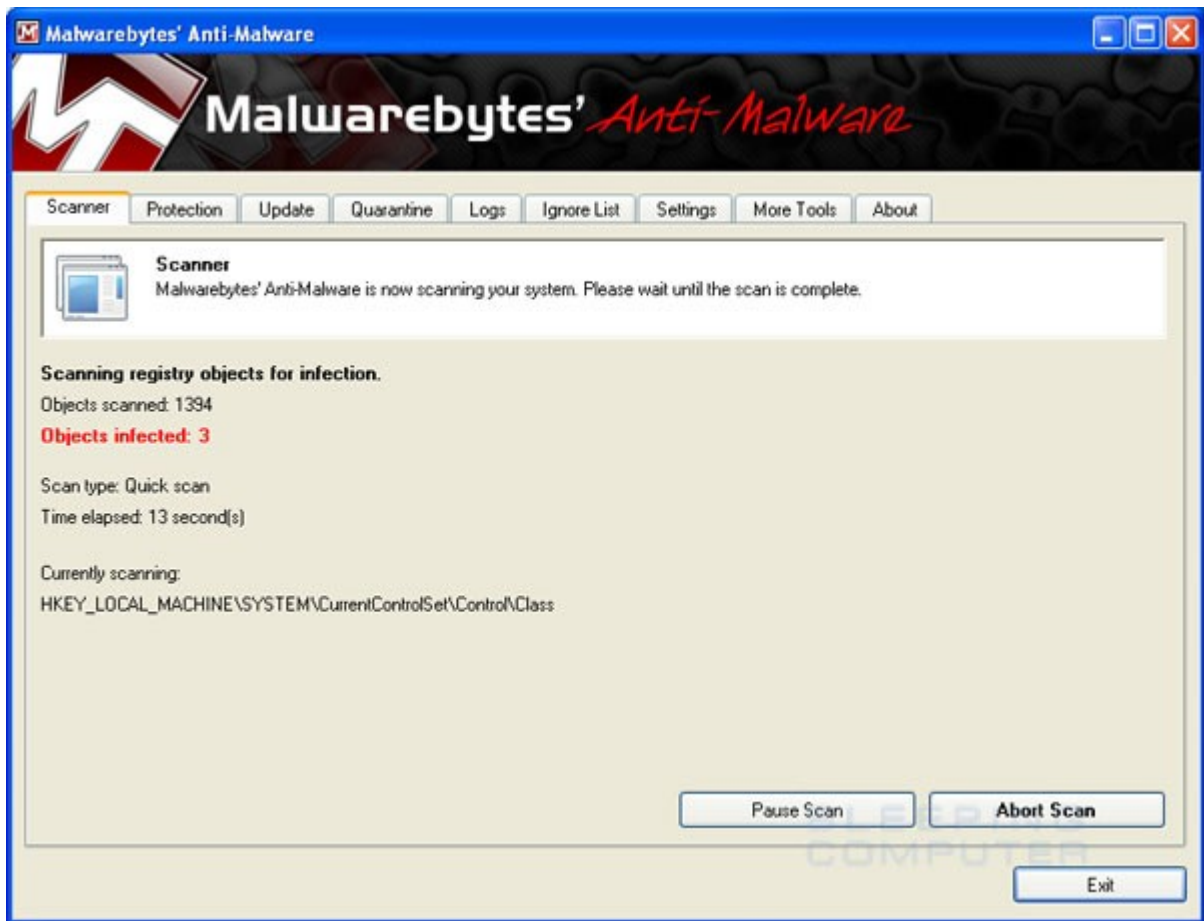 Malwarebytes' Anti-Malware
Malwarebytes' Anti-Malware
Scanner Protection Update Quarantine Logs Ignore List Settings More Tools About
Scanner
Malwarebytes' Anti-Malware is now scanning your system. Please wait until the scan is complete.
Scanning registry objects for infection.
Objects scanned: 1394
Objects infected: 3
Scan type: Quick scan
Time elapsed: 13 second(s)
Currently scanning:
HKEY_LOCAL_MACHINE\SYSTEM\CurrentControlSet\Control\Class
Pause Scan Abort Scan
BLEEPING
COMPUTER
Exit